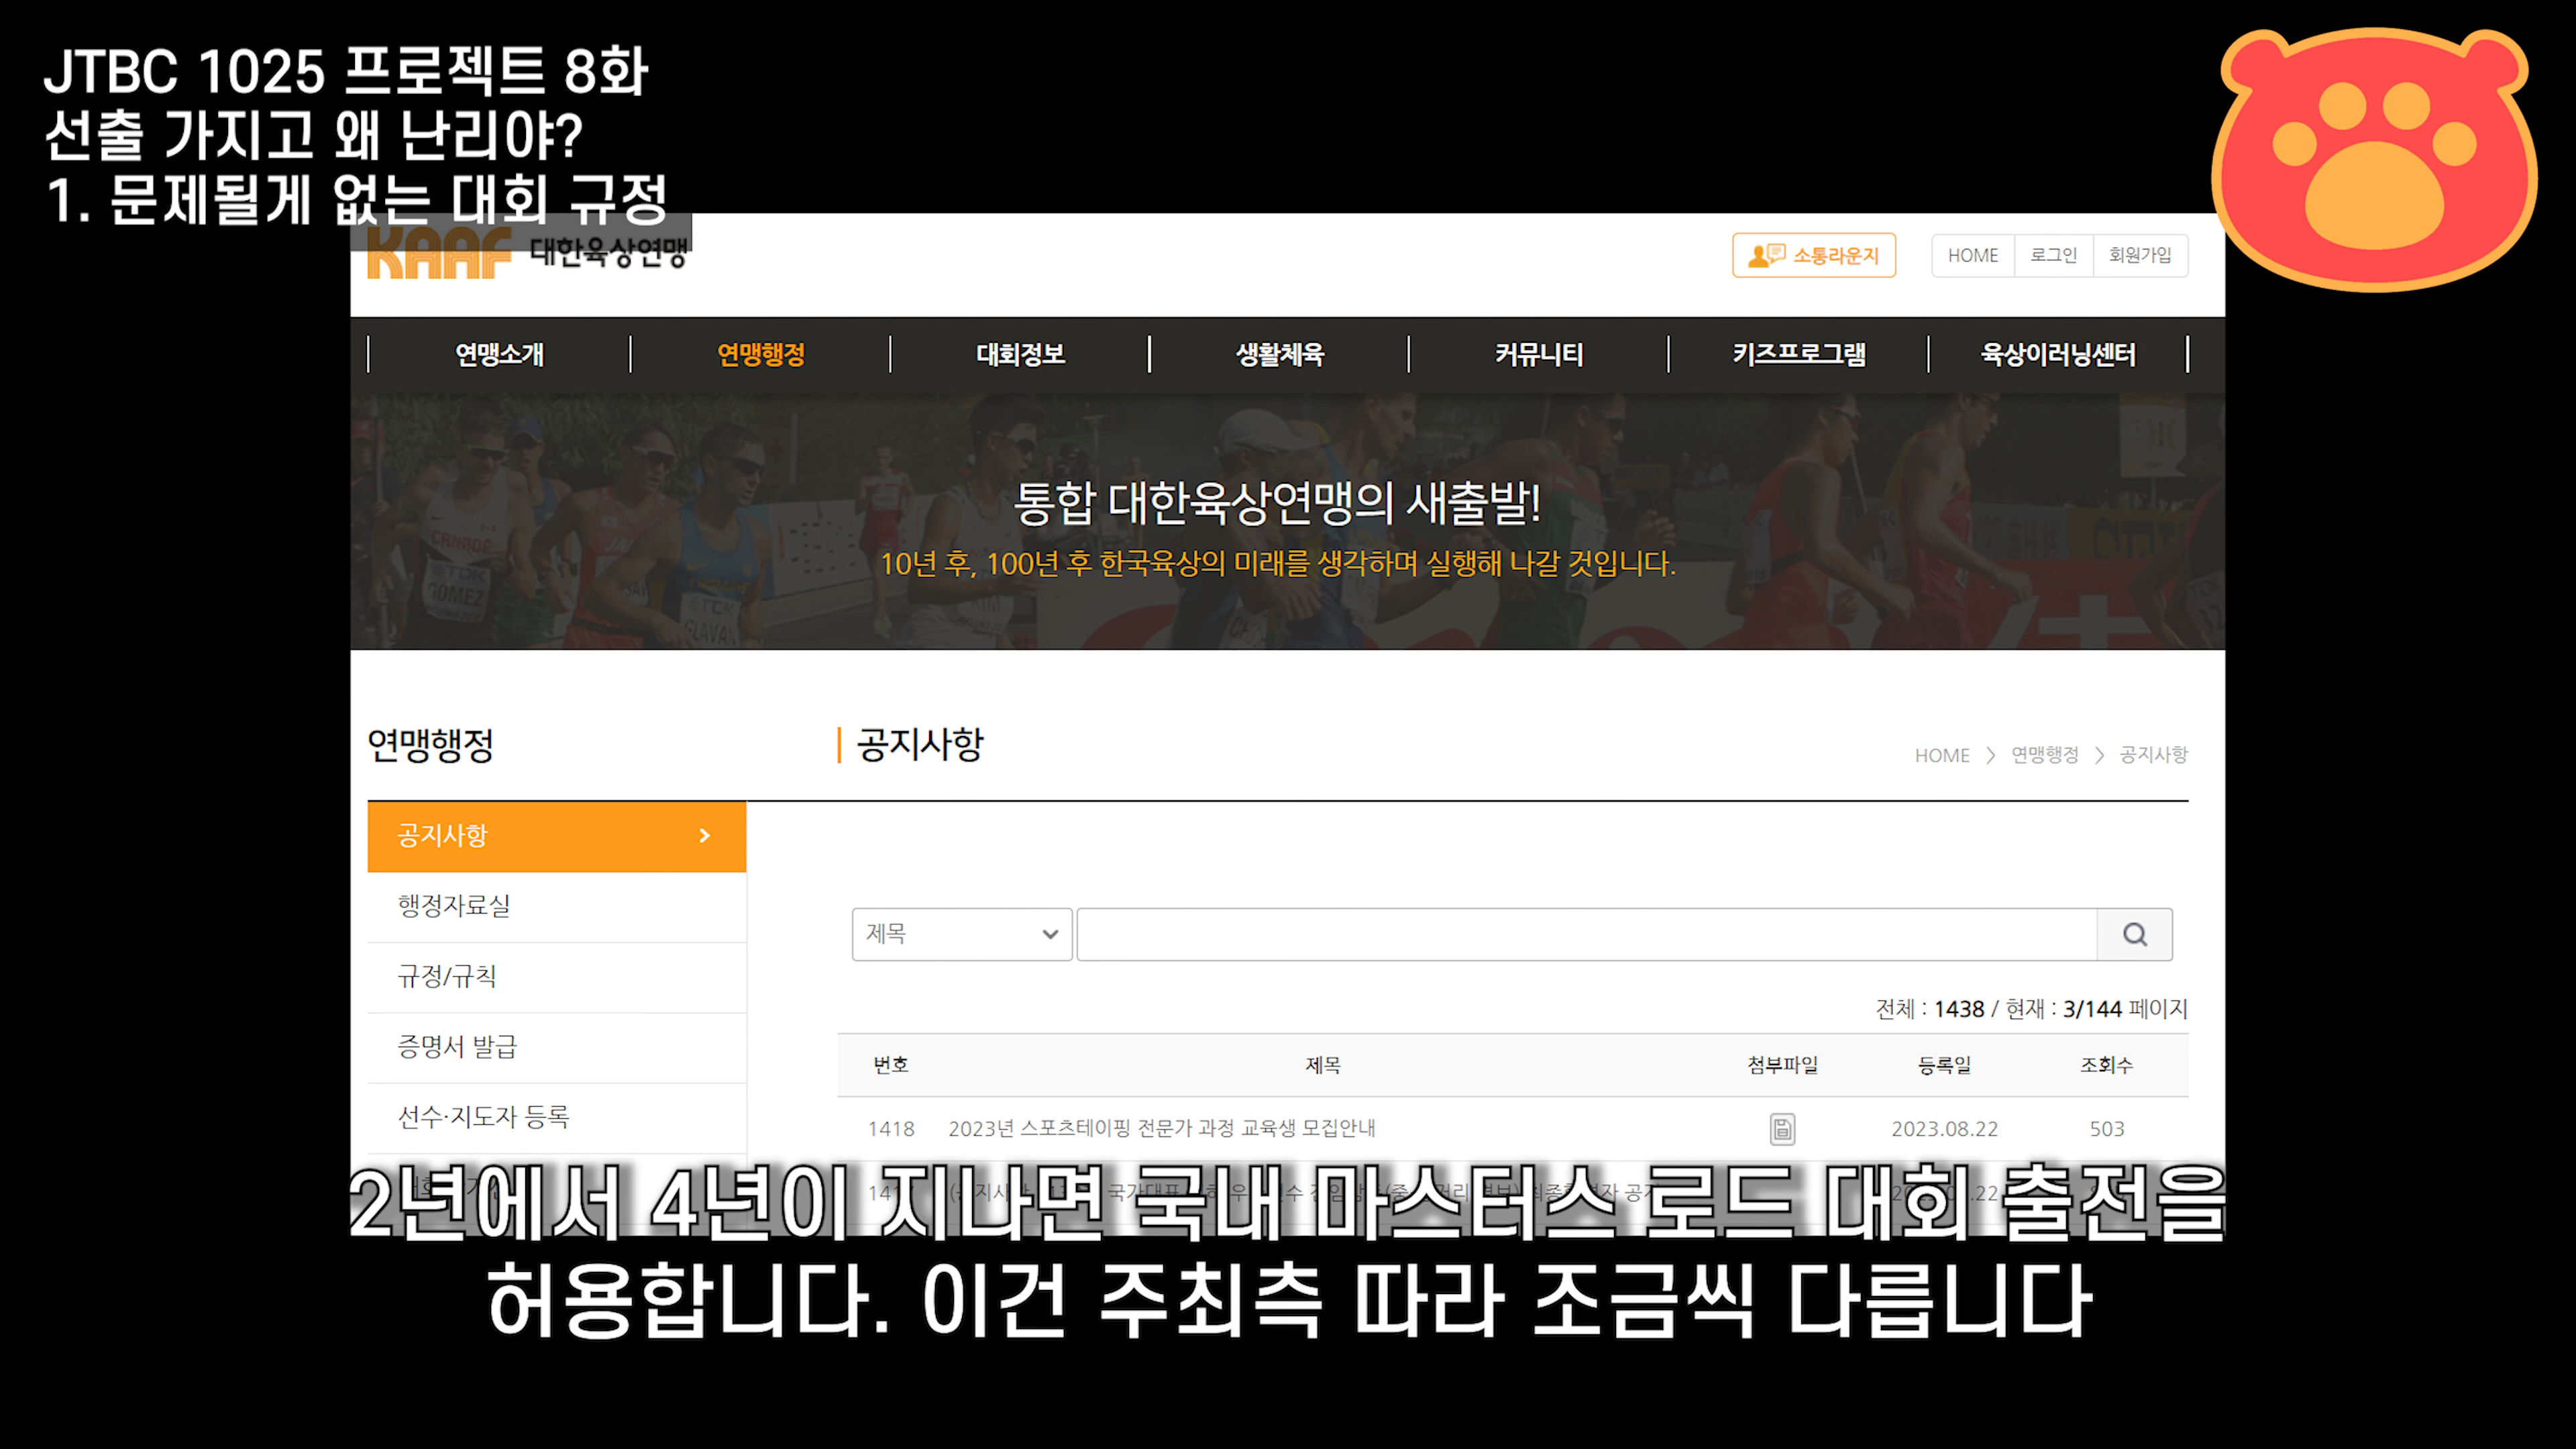 JTBC 1025 프로젝트 8화
선출 가지고 왜 난리야?
1. 문제될게 없는 대회 규정
KAAF 대한육상연맹
소통라운지
HOME 로그인 회원가입
연맹소개 연맹행정 대회정보 생활체육 커뮤니티 키즈프로그램 육상이러닝센터
통합 대한육상연맹의 새출발!
10년 후, 100년 후 한국육상의 미래를 생각하며 실행해 나갈 것입니다.
GOMEZ
GLAVAN
연맹행정
공지사항
HOME > 연맹행정 > 공지사항
공지사항
행정자료실
규정/규칙
증명서 발급
선수·지도자 등록
제목
전체 : 1438 / 현재 : 3/144 페이지
번호 제목 첨부파일 등록일 조회수
1418 2023년 스포츠테이핑 전문가 과정 교육생 모집안내 2023.08.22 503
2년에서 4년이 지나면 국내 마스터스 로드 대회 출전을
허용합니다. 이건 주최측 따라 조금씩 다릅니다